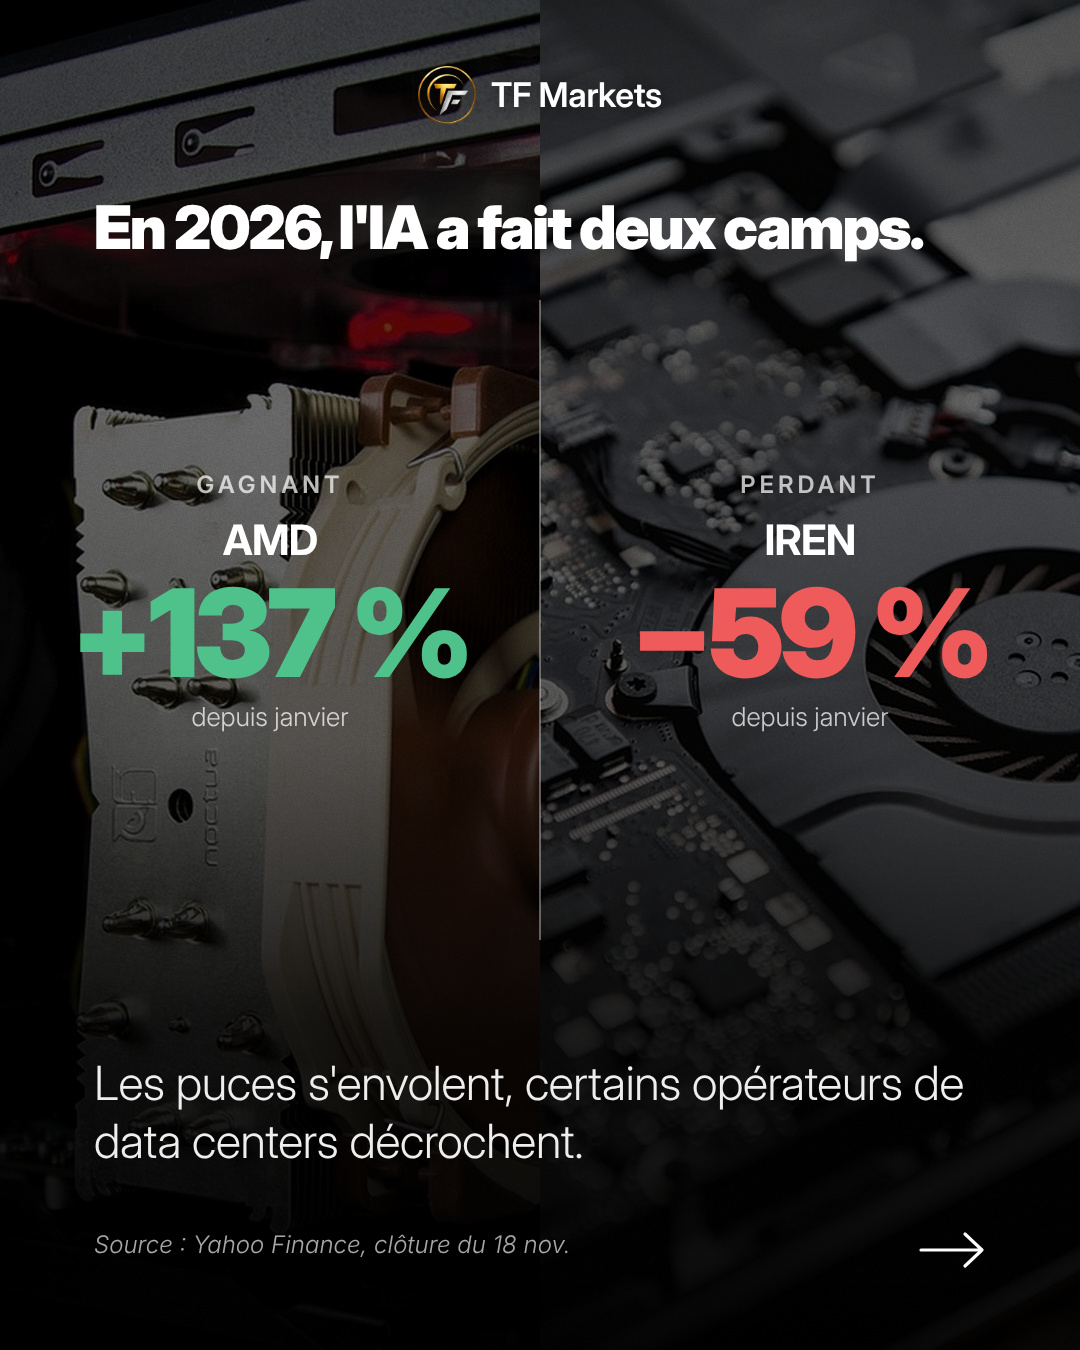 TF Markets
En 2026, l'IA a fait deux camps.
GAGNANT
AMD
+137 %
depuis janvier
PERDANT
IREN
−59 %
depuis janvier
noctua
Les puces s'envolent, certains opérateurs de
data centers décrochent.
Source : Yahoo Finance, clôture du 18 nov.